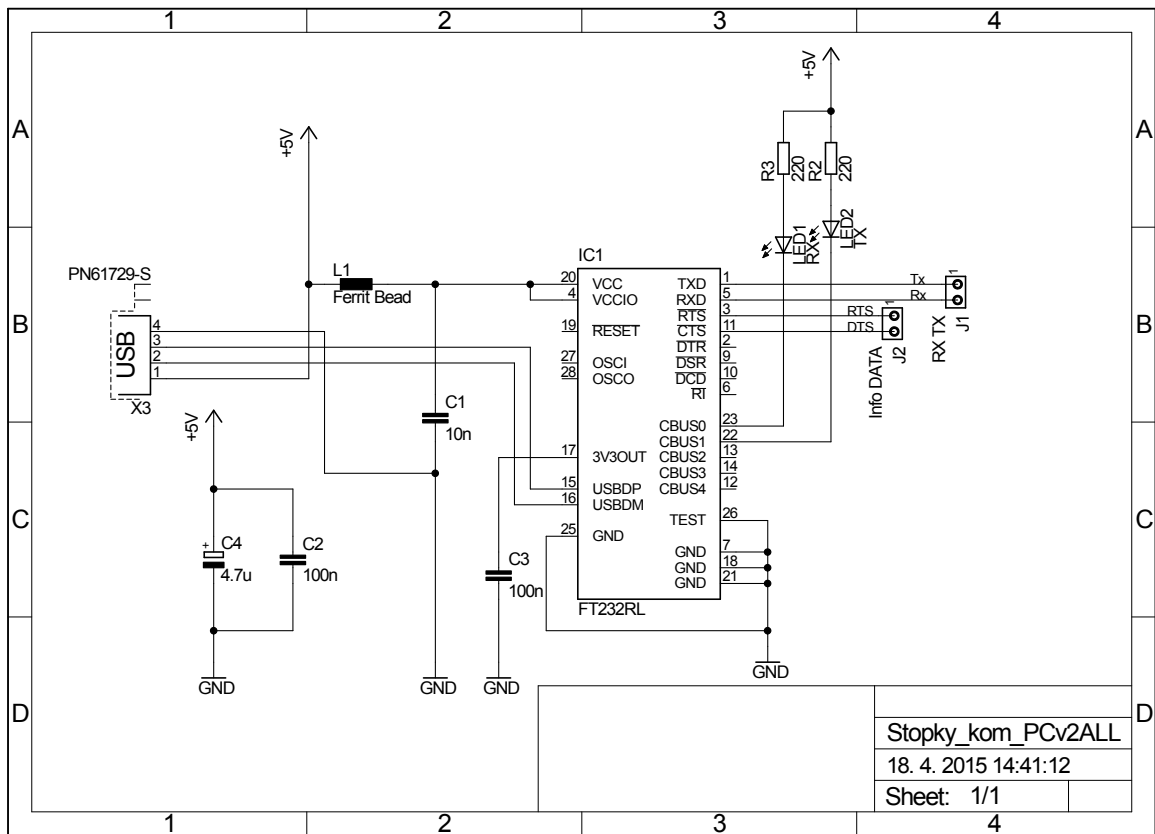 1 2 3 4
A A
B B
C C
D D
1 2 3 4
+5V
+5V
+5V
R3
220
R2
220
LED1
RX
LED2
TX
PN61729-S
USB
4
3
2
1
X3
L1
Ferrit Bead
C1
10n
C4
+
4.7u
C2
100n
C3
100n
GND
GND
GND
GND
IC1
20 VCC TXD 1
4 VCCIO RXD 5
RTS 3
19 RESET CTS 11
DTR 2
27 OSCI DSR 9
28 OSCO DCD 10
RI 6
CBUS0 23
CBUS1 22
17 3V3OUT CBUS2 13
CBUS3 14
15 USBDP CBUS4 12
16 USBDM
TEST 26
25 GND
GND 7
GND 18
GND 21
FT232RL
Tx
Rx
RTS
DTS
1
J1
RX TX
1
J2
Info DATA
Stopky_kom_PCv2ALL
18. 4. 2015 14:41:12
Sheet: 1/1